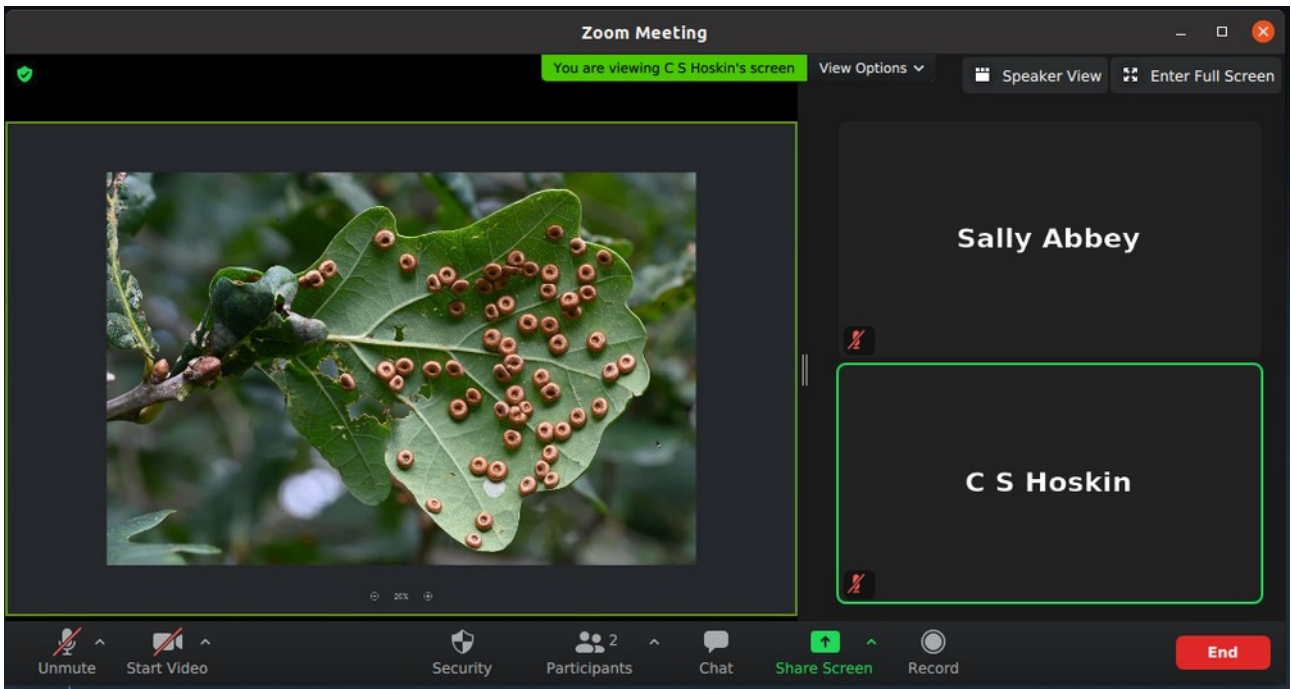 Zoom Meeting
You are viewing C S Hoskin's screen
View Options
Speaker View
Enter Full Screen
Sally Abbey
C S Hoskin
20%
Unmute
Start Video
Security
Participants
2
Chat
Share Screen
Record
End